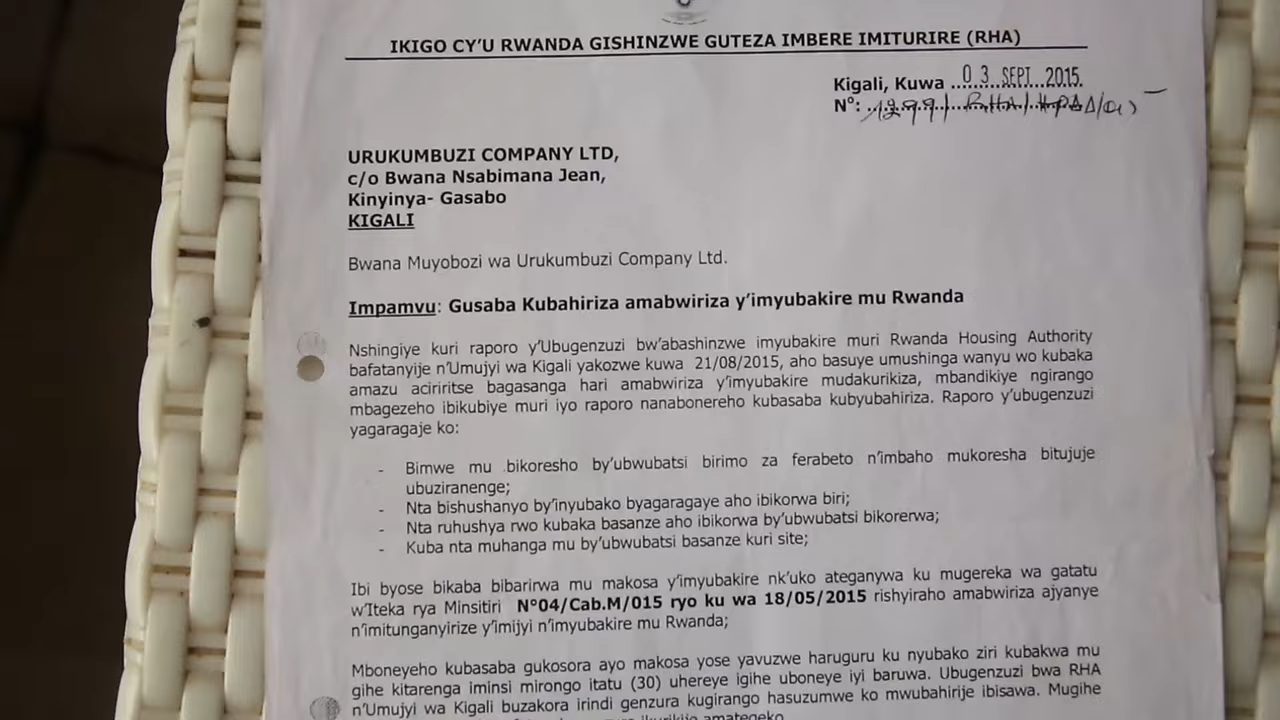 IKIGO CY'U RWANDA GISHINZWE GUTEZA IMBERE IMITURIRE (RHA)
Kigali, Kuwa 03 SEPT 2015.
N°:
URUKUMBUZI COMPANY LTD,
c/o Bwana Nsabimana Jean,
Kinyinya- Gasabo
KIGALI
Bwana Muyobozi wa Urukumbuzi Company Ltd.
Impamvu: Gusaba Kubahiriza amabwiriza y'imyubakire mu Rwanda
Nshingiye kuri raporo y'Ubugenzuzi bw'abashinzwe imyubakire muri Rwanda Housing Authority
bafatanyije n'Umujyi wa Kigali yakozwe kuwa 21/08/2015, aho basuye umushinga wanyu wo kubaka
amazu aciriritse bagasanga hari amabwiriza y'imyubakire mudakurikiza, mbandikiye ngirango
mbagezeho ibikubiye muri iyo raporo nanabonereho kubasaba kubyubahiriza. Raporo y'ubugenzuzi
yagaragaje ko:
- Bimwe mu bikoresho by'ubwubatsi birimo za ferabeto n'imbaho mukoresha bitujuje
ubuziranenge;
- Nta bishushanyo by'inyubako byagaragaye aho ibikorwa biri;
- Nta ruhushya rwo kubaka basanze aho ibikorwa by'ubwubatsi bikorerwa;
- Kuba nta muhanga mu by'ubwubatsi basanze kuri site;
Ibi byose bikaba bibarirwa mu makosa y'imyubakire nk'uko ateganywa ku mugereka wa gatatu
w'Iteka rya Minsitiri N°04/Cab.M/015 ryo ku wa 18/05/2015 rishyiraho amabwiriza ajyanye
n'imitunganyirize y'imijyi n'imyubakire mu Rwanda;
Mboneyeho kubasaba gukosora ayo makosa yose yavuzwe haruguru ku nyubako ziri kubakwa mu
gihe kitarenga iminsi mirongo itatu (30) uhereye igihe uboneye iyi baruwa. Ubugenzuzi bwa RHA
n'Umujyi wa Kigali buzakora irindi genzura kugirango hasuzumwe ko mwubahirije ibisawa. Mugihe
amategeko